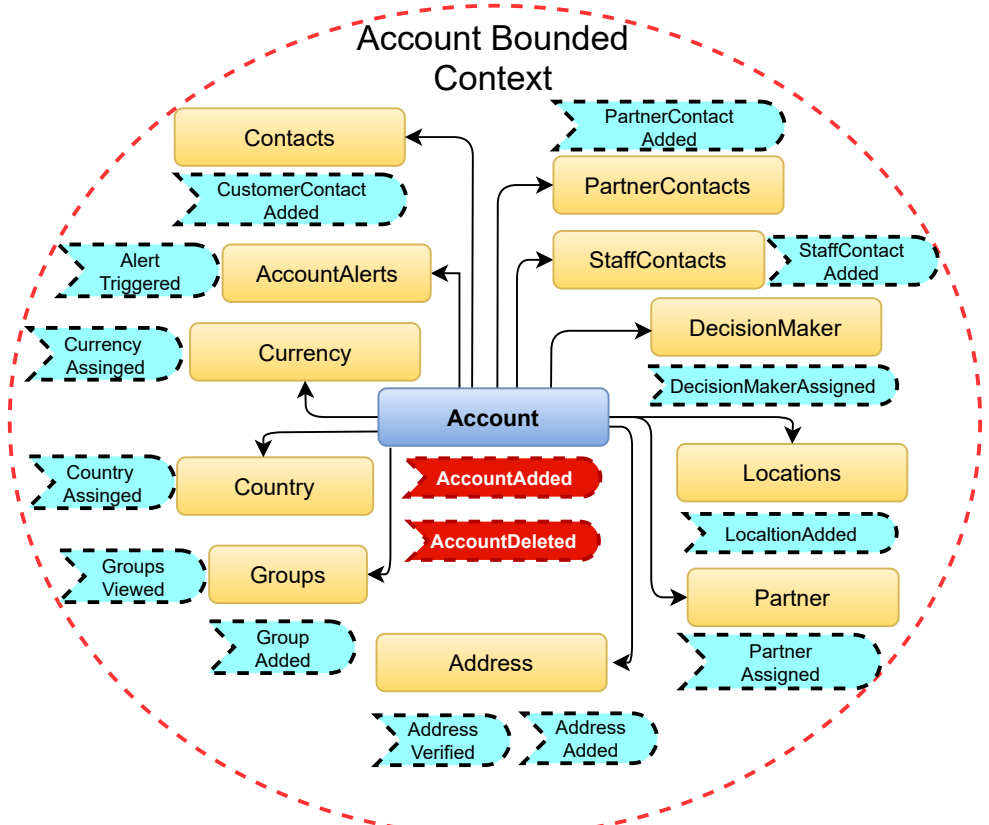 Account Bounded
Context
PartnerContact
Added
Contacts
PartnerContacts
CustomerContact
Added
StaffContacts
StaffContact
Added
Alert
Triggered
AccountAlerts
DecisionMaker
Currency
Assinged
Currency
DecisionMakerAssigned
Account
Country
Assinged
Country
AccountAdded
Locations
AccountDeleted
LocaltionAdded
Groups
Viewed
Groups
Partner
Group
Added
Address
Partner
Assigned
Address
Verified
Address
Added